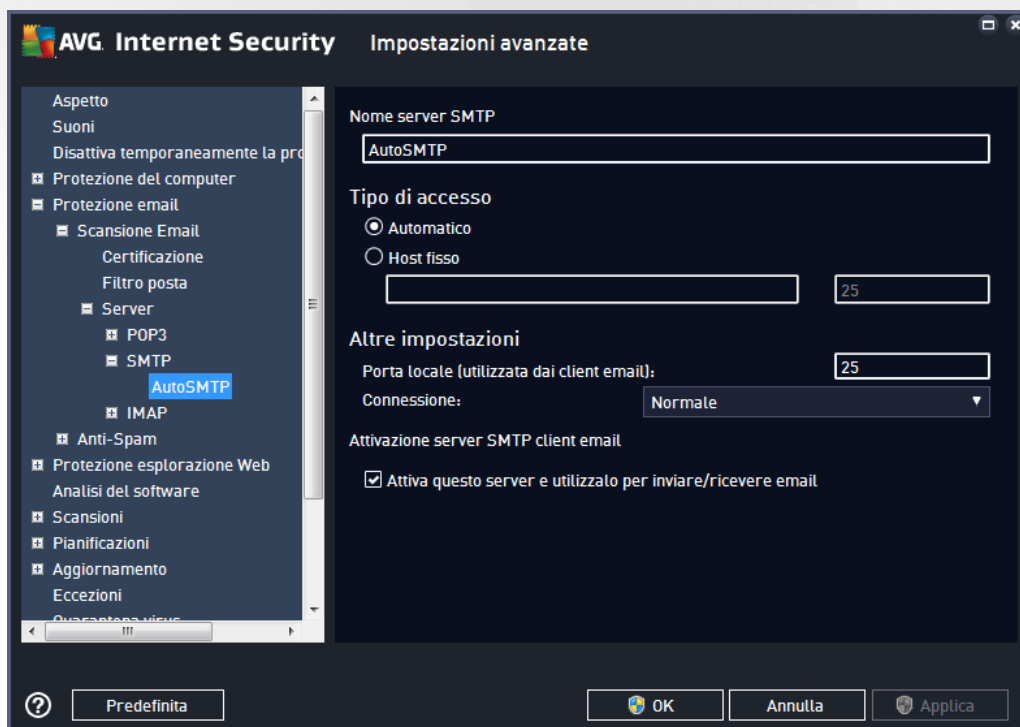 AVG. Internet Security
Impostazioni avanzate
Aspetto
Suoni
Disattiva temporaneamente la pro
Protezione del computer
Protezione email
Scansione Email
Certificazione
Filtro posta
Server
POP3
SMTP
AutoSMTP
IMAP
Anti-Spam
Protezione esplorazione Web
Analisi del software
Scansioni
Pianificazioni
Aggiornamento
Eccezioni
Quarantena virus
Nome server SMTP
AutoSMTP
Tipo di accesso
Automatico
Host fisso
25
Altre impostazioni
Porta locale (utilizzata dai client email): 25
Connessione: Normale
Attivazione server SMTP client email
Attiva questo server e utilizzalo per inviare/ricevere email
Predefinita
OK
Annulla
Applica